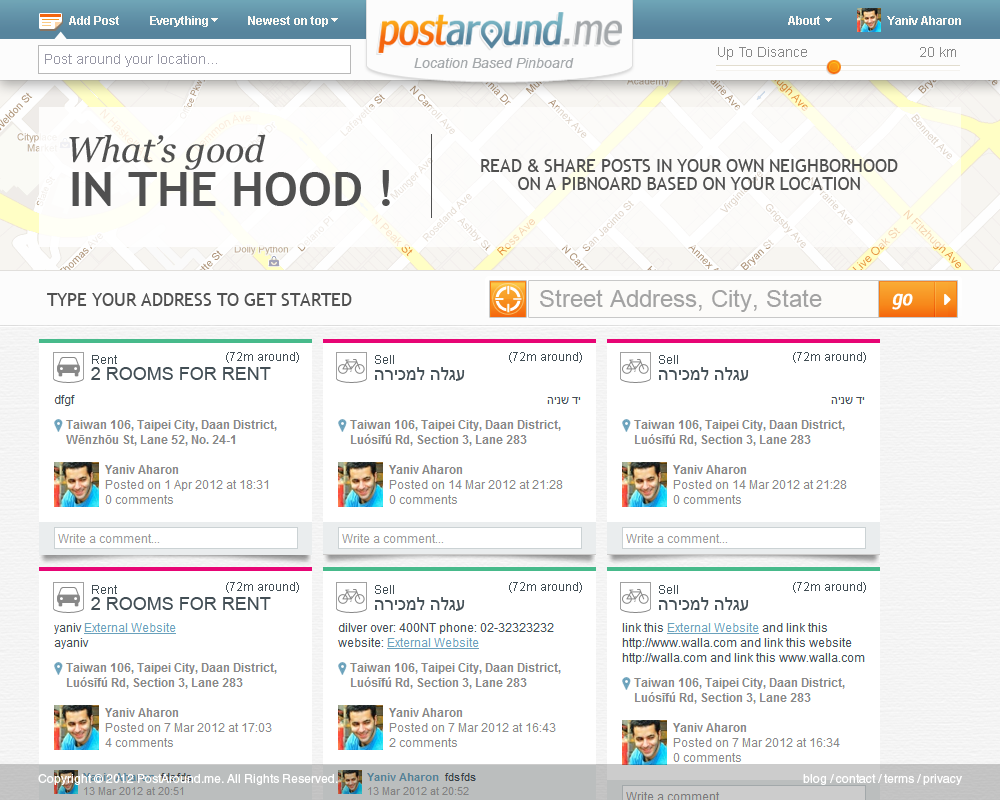 Add Post
Everything
Newest on top
postaround.me
Location Based Pinboard
About
Yaniv Aharon
Post around your location...
Up To Disance
20 km
What's good
IN THE HOOD !
READ & SHARE POSTS IN YOUR OWN NEIGHBORHOOD
ON A PIBNOARD BASED ON YOUR LOCATION
Dolly Python
TYPE YOUR ADDRESS TO GET STARTED
Street Address, City, State
go
Rent
(72m around)
2 ROOMS FOR RENT
dfgf
Taiwan 106, Taipei City, Daan District,
Wēnzhōu St, Lane 52, No. 24-1
Yaniv Aharon
Posted on 1 Apr 2012 at 18:31
0 comments
Write a comment...
Sell
(72m around)
עגלה למכירה
יד שניה
Taiwan 106, Taipei City, Daan District,
Luósīfú Rd, Section 3, Lane 283
Yaniv Aharon
Posted on 14 Mar 2012 at 21:28
0 comments
Write a comment...
Sell
(72m around)
עגלה למכירה
יד שניה
Taiwan 106, Taipei City, Daan District,
Luósīfú Rd, Section 3, Lane 283
Yaniv Aharon
Posted on 14 Mar 2012 at 21:28
0 comments
Write a comment...
Rent
(72m around)
2 ROOMS FOR RENT
yaniv External Website
ayaniv
Taiwan 106, Taipei City, Daan District,
Luósīfú Rd, Section 3, Lane 283
Yaniv Aharon
Posted on 7 Mar 2012 at 17:03
4 comments
fdsfds
13 Mar 2012 at 20:51
Sell
(72m around)
עגלה למכירה
dilver over: 400NT phone: 02-32323232
website: External Website
Taiwan 106, Taipei City, Daan District,
Luósīfú Rd, Section 3, Lane 283
Yaniv Aharon
Posted on 7 Mar 2012 at 16:43
2 comments
Yaniv Aharon fdsfds
13 Mar 2012 at 20:52
Sell
(72m around)
עגלה למכירה
link this External Website and link this
http://www.walla.com and link this website
http://walla.com and link this www.walla.com
Taiwan 106, Taipei City, Daan District,
Luósīfú Rd, Section 3, Lane 283
Yaniv Aharon
Posted on 7 Mar 2012 at 16:34
0 comments
Write a comment...
Copyright © 2012 PostAround.me. All Rights Reserved.
blog / contact / terms / privacy